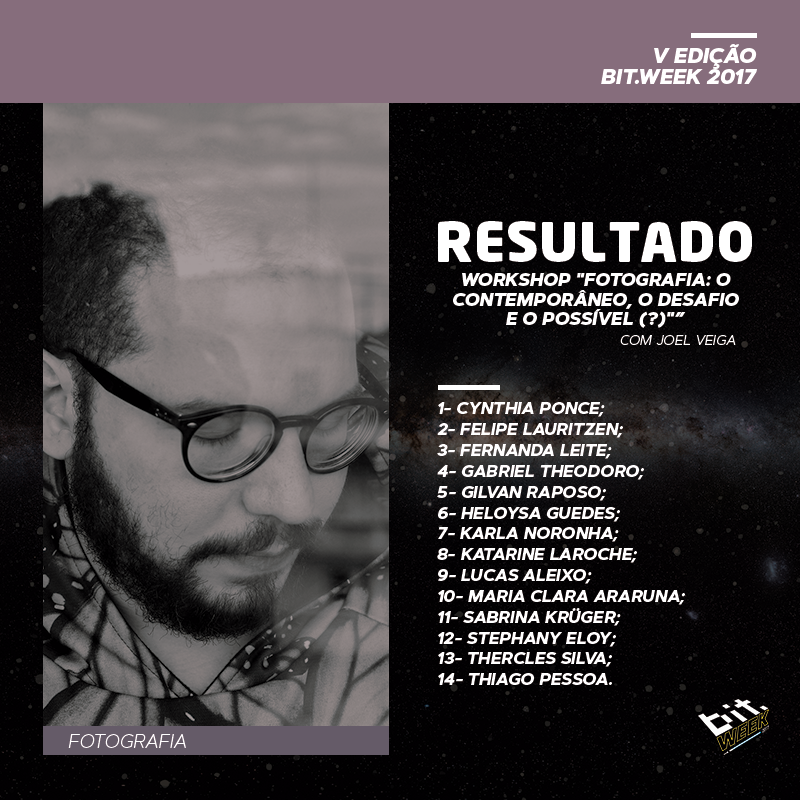 V EDIÇÃO
BIT.WEEK 2017
RESULTADO
WORKSHOP "FOTOGRAFIA: O
CONTEMPORÂNEO, O DESAFIO
E O POSSÍVEL (?)"”
COM JOEL VEIGA
1- CYNTHIA PONCE;
2- FELIPE LAURITZEN;
3- FERNANDA LEITE;
4- GABRIEL THEODORO;
5- GILVAN RAPOSO;
6- HELOYSA GUEDES;
7- KARLA NORONHA;
8- KATARINE LAROCHE;
9- LUCAS ALEIXO;
10- MARIA CLARA ARARUNA;
11- SABRINA KRÜGER;
12- STEPHANY ELOY;
13- THERCLES SILVA;
14- THIAGO PESSOA.
FOTOGRAFIA
bit.
WEEK